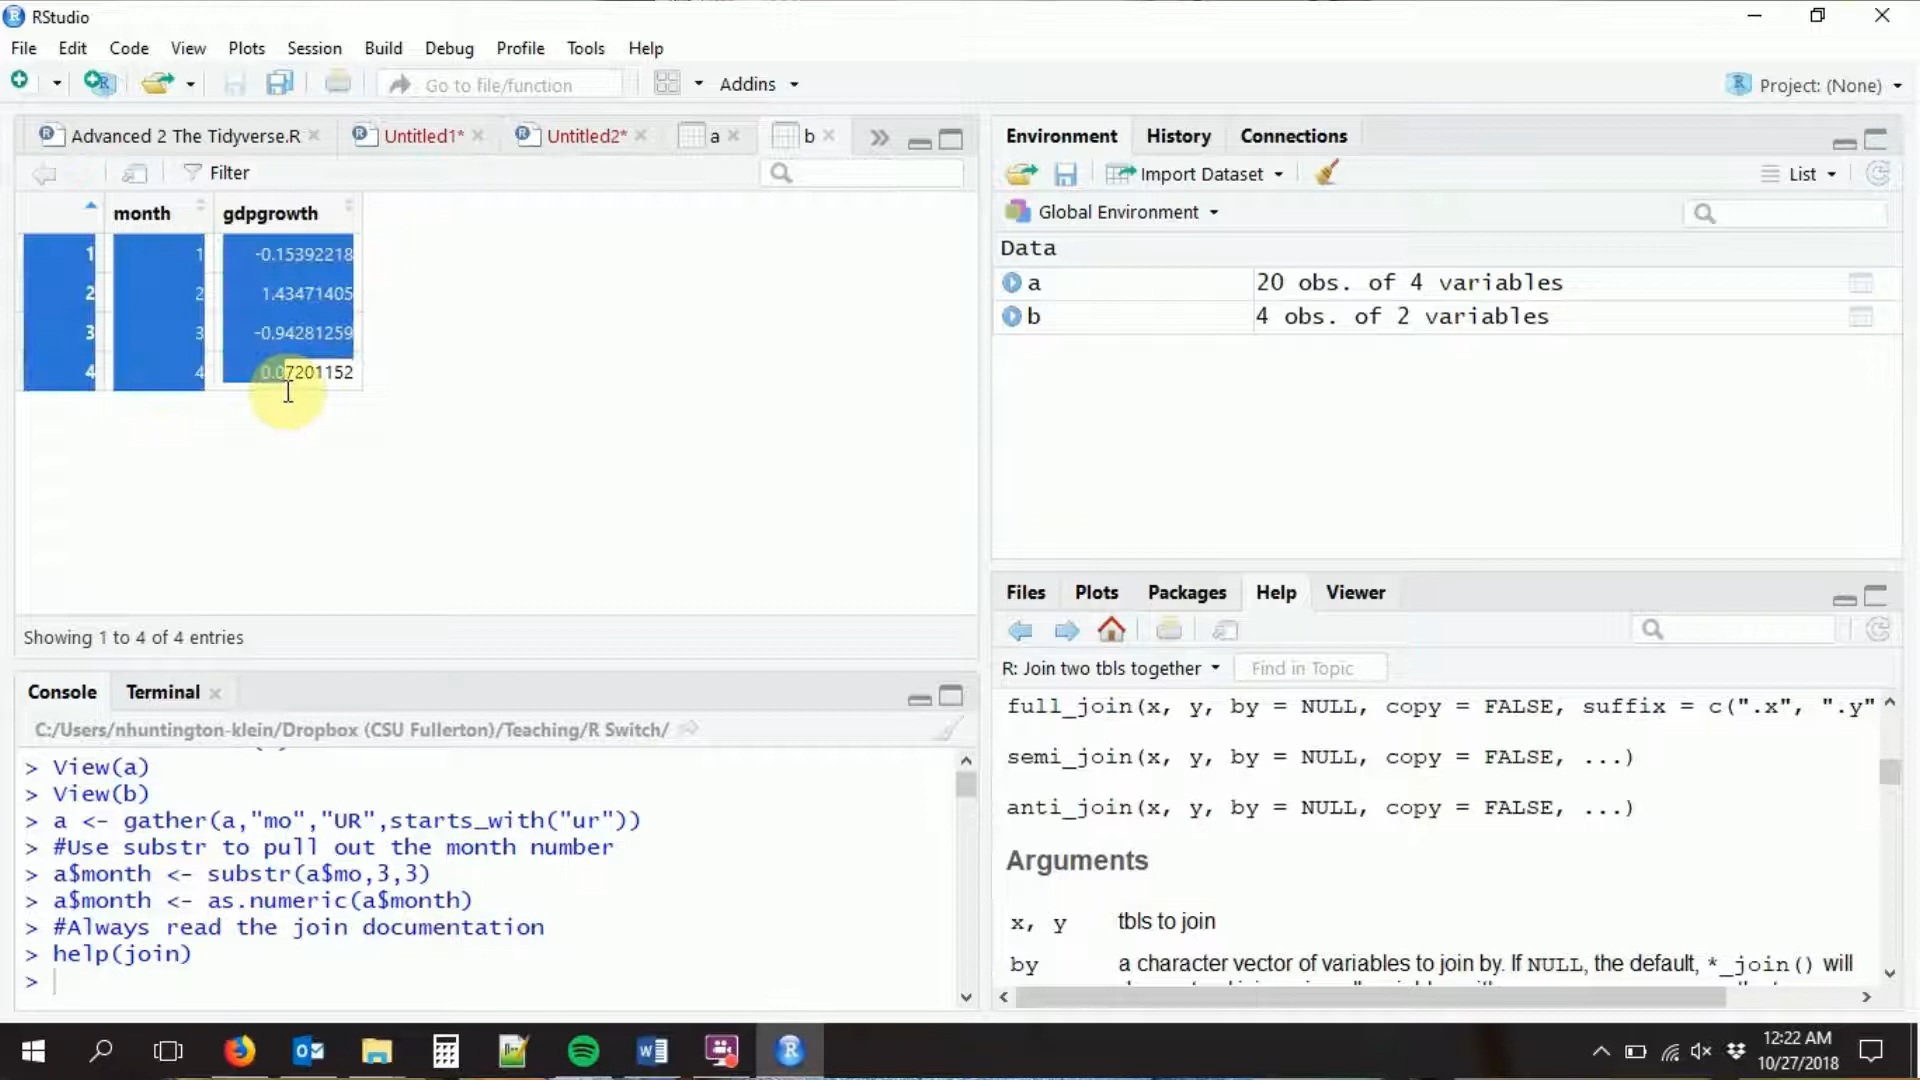 RStudio
File Edit Code View Plots Session Build Debug Profile Tools Help
Go to file/function Addins Project: (None)
Advanced 2 The Tidyverse.R Untitled1* Untitled2* a b
Filter
month gdpgrowth
1 1 -0.15392218
2 2 1.43471405
3 3 -0.94281259
4 4 0.07201152
Showing 1 to 4 of 4 entries
Console Terminal
C:/Users/nhuntington-klein/Dropbox (CSU Fullerton)/Teaching/R Switch/
> View(a)
> View(b)
> a <- gather(a,"mo","UR",starts_with("ur"))
> #Use substr to pull out the month number
> a$month <- substr(a$mo,3,3)
> a$month <- as.numeric(a$month)
> #Always read the join documentation
> help(join)
>
Environment History Connections
Import Dataset List
Global Environment
Data
a 20 obs. of 4 variables
b 4 obs. of 2 variables
Files Plots Packages Help Viewer
R: Join two tbls together Find in Topic
full_join(x, y, by = NULL, copy = FALSE, suffix = c(".x", ".y"
semi_join(x, y, by = NULL, copy = FALSE, ...)
anti_join(x, y, by = NULL, copy = FALSE, ...)
Arguments
x, y tbls to join
by a character vector of variables to join by. If NULL, the default, *_join() will
12:22 AM
10/27/2018